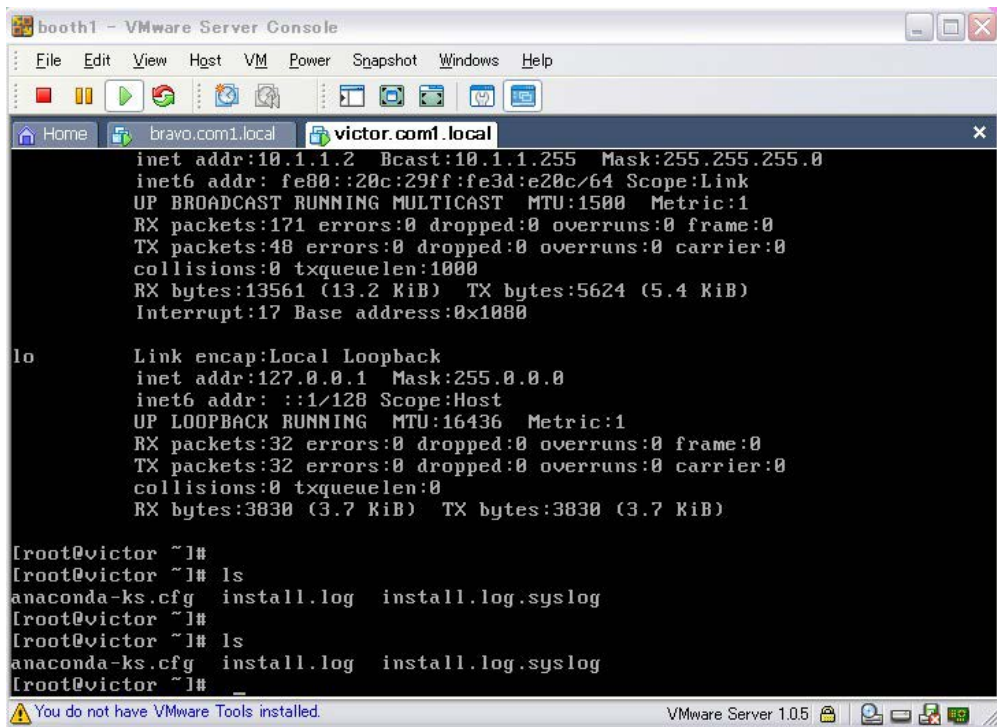 booth1 - VMware Server Console
File Edit View Host VM Power Snapshot Windows Help
Home bravo.com1.local victor.com1.local
inet addr:10.1.1.2 Bcast:10.1.1.255 Mask:255.255.255.0
inet6 addr: fe80::20c:29ff:fe3d:e20c/64 Scope:Link
UP BROADCAST RUNNING MULTICAST MTU:1500 Metric:1
RX packets:171 errors:0 dropped:0 overruns:0 frame:0
TX packets:48 errors:0 dropped:0 overruns:0 carrier:0
collisions:0 txqueuelen:1000
RX bytes:13561 (13.2 KiB) TX bytes:5624 (5.4 KiB)
Interrupt:17 Base address:0x1080
lo Link encap:Local Loopback
inet addr:127.0.0.1 Mask:255.0.0.0
inet6 addr: ::1/128 Scope:Host
UP LOOPBACK RUNNING MTU:16436 Metric:1
RX packets:32 errors:0 dropped:0 overruns:0 frame:0
TX packets:32 errors:0 dropped:0 overruns:0 carrier:0
collisions:0 txqueuelen:0
RX bytes:3830 (3.7 KiB) TX bytes:3830 (3.7 KiB)
[root@victor ~]#
[root@victor ~]# ls
anaconda-ks.cfg install.log install.log.syslog
[root@victor ~]#
[root@victor ~]# ls
anaconda-ks.cfg install.log install.log.syslog
[root@victor ~]# _
You do not have VMware Tools installed. VMware Server 1.0.5